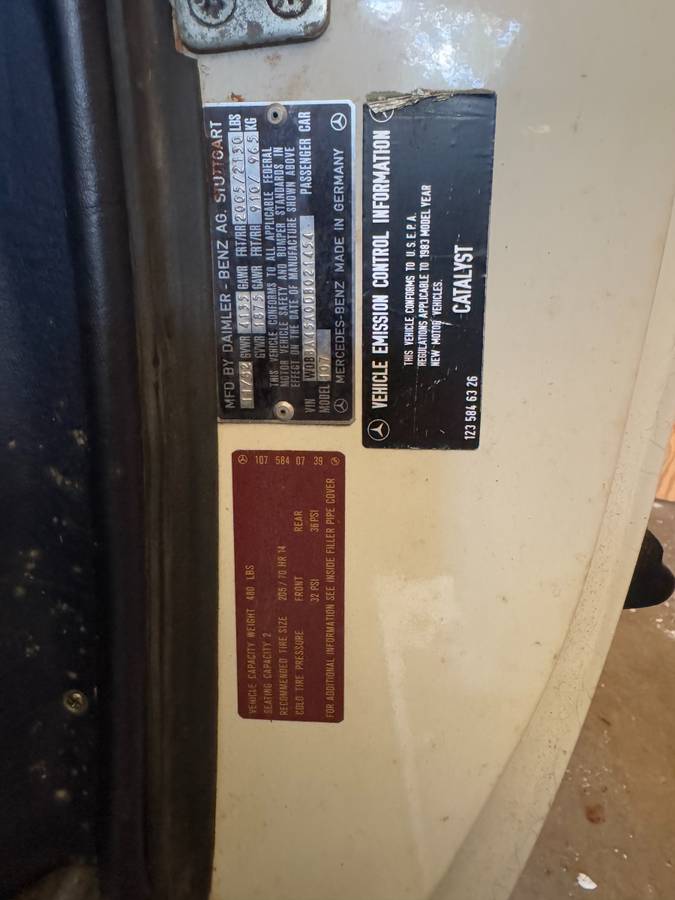 MFD BY DAIMLER - BENZ AG. STUTTGART
11/82 GVWR 4135 GAWR FRT/RR 2005/2130 LBS
GVWR 1875 GAWR FRT/RR 910/ 965 KG
THIS VEHICLE CONFORMS TO ALL APPLICABLE FEDERAL
MOTOR VEHICLE SAFETY AND BUMPER STANDARDS IN
EFFECT ON THE DATE OF MANUFACTURE SHOWN ABOVE
VIN WDBBA45A0DB021454 PASSENGER CAR
MODEL 107
MERCEDES-BENZ MADE IN GERMANY
VEHICLE EMISSION CONTROL INFORMATION
THIS VEHICLE CONFORMS TO U.S.E.P.A.
REGULATIONS APPLICABLE TO 1983 MODEL YEAR
NEW MOTOR VEHICLES.
CATALYST
123 584 63 26
107 584 07 39
VEHICLE CAPACITY WEIGHT 480 LBS
SEATING CAPACITY 2
RECOMMENDED TIRE SIZE 205/70 HR 14
COLD TIRE PRESSURE FRONT REAR
32 PSI 36 PSI
FOR ADDITIONAL INFORMATION SEE INSIDE FILLER PIPE COVER